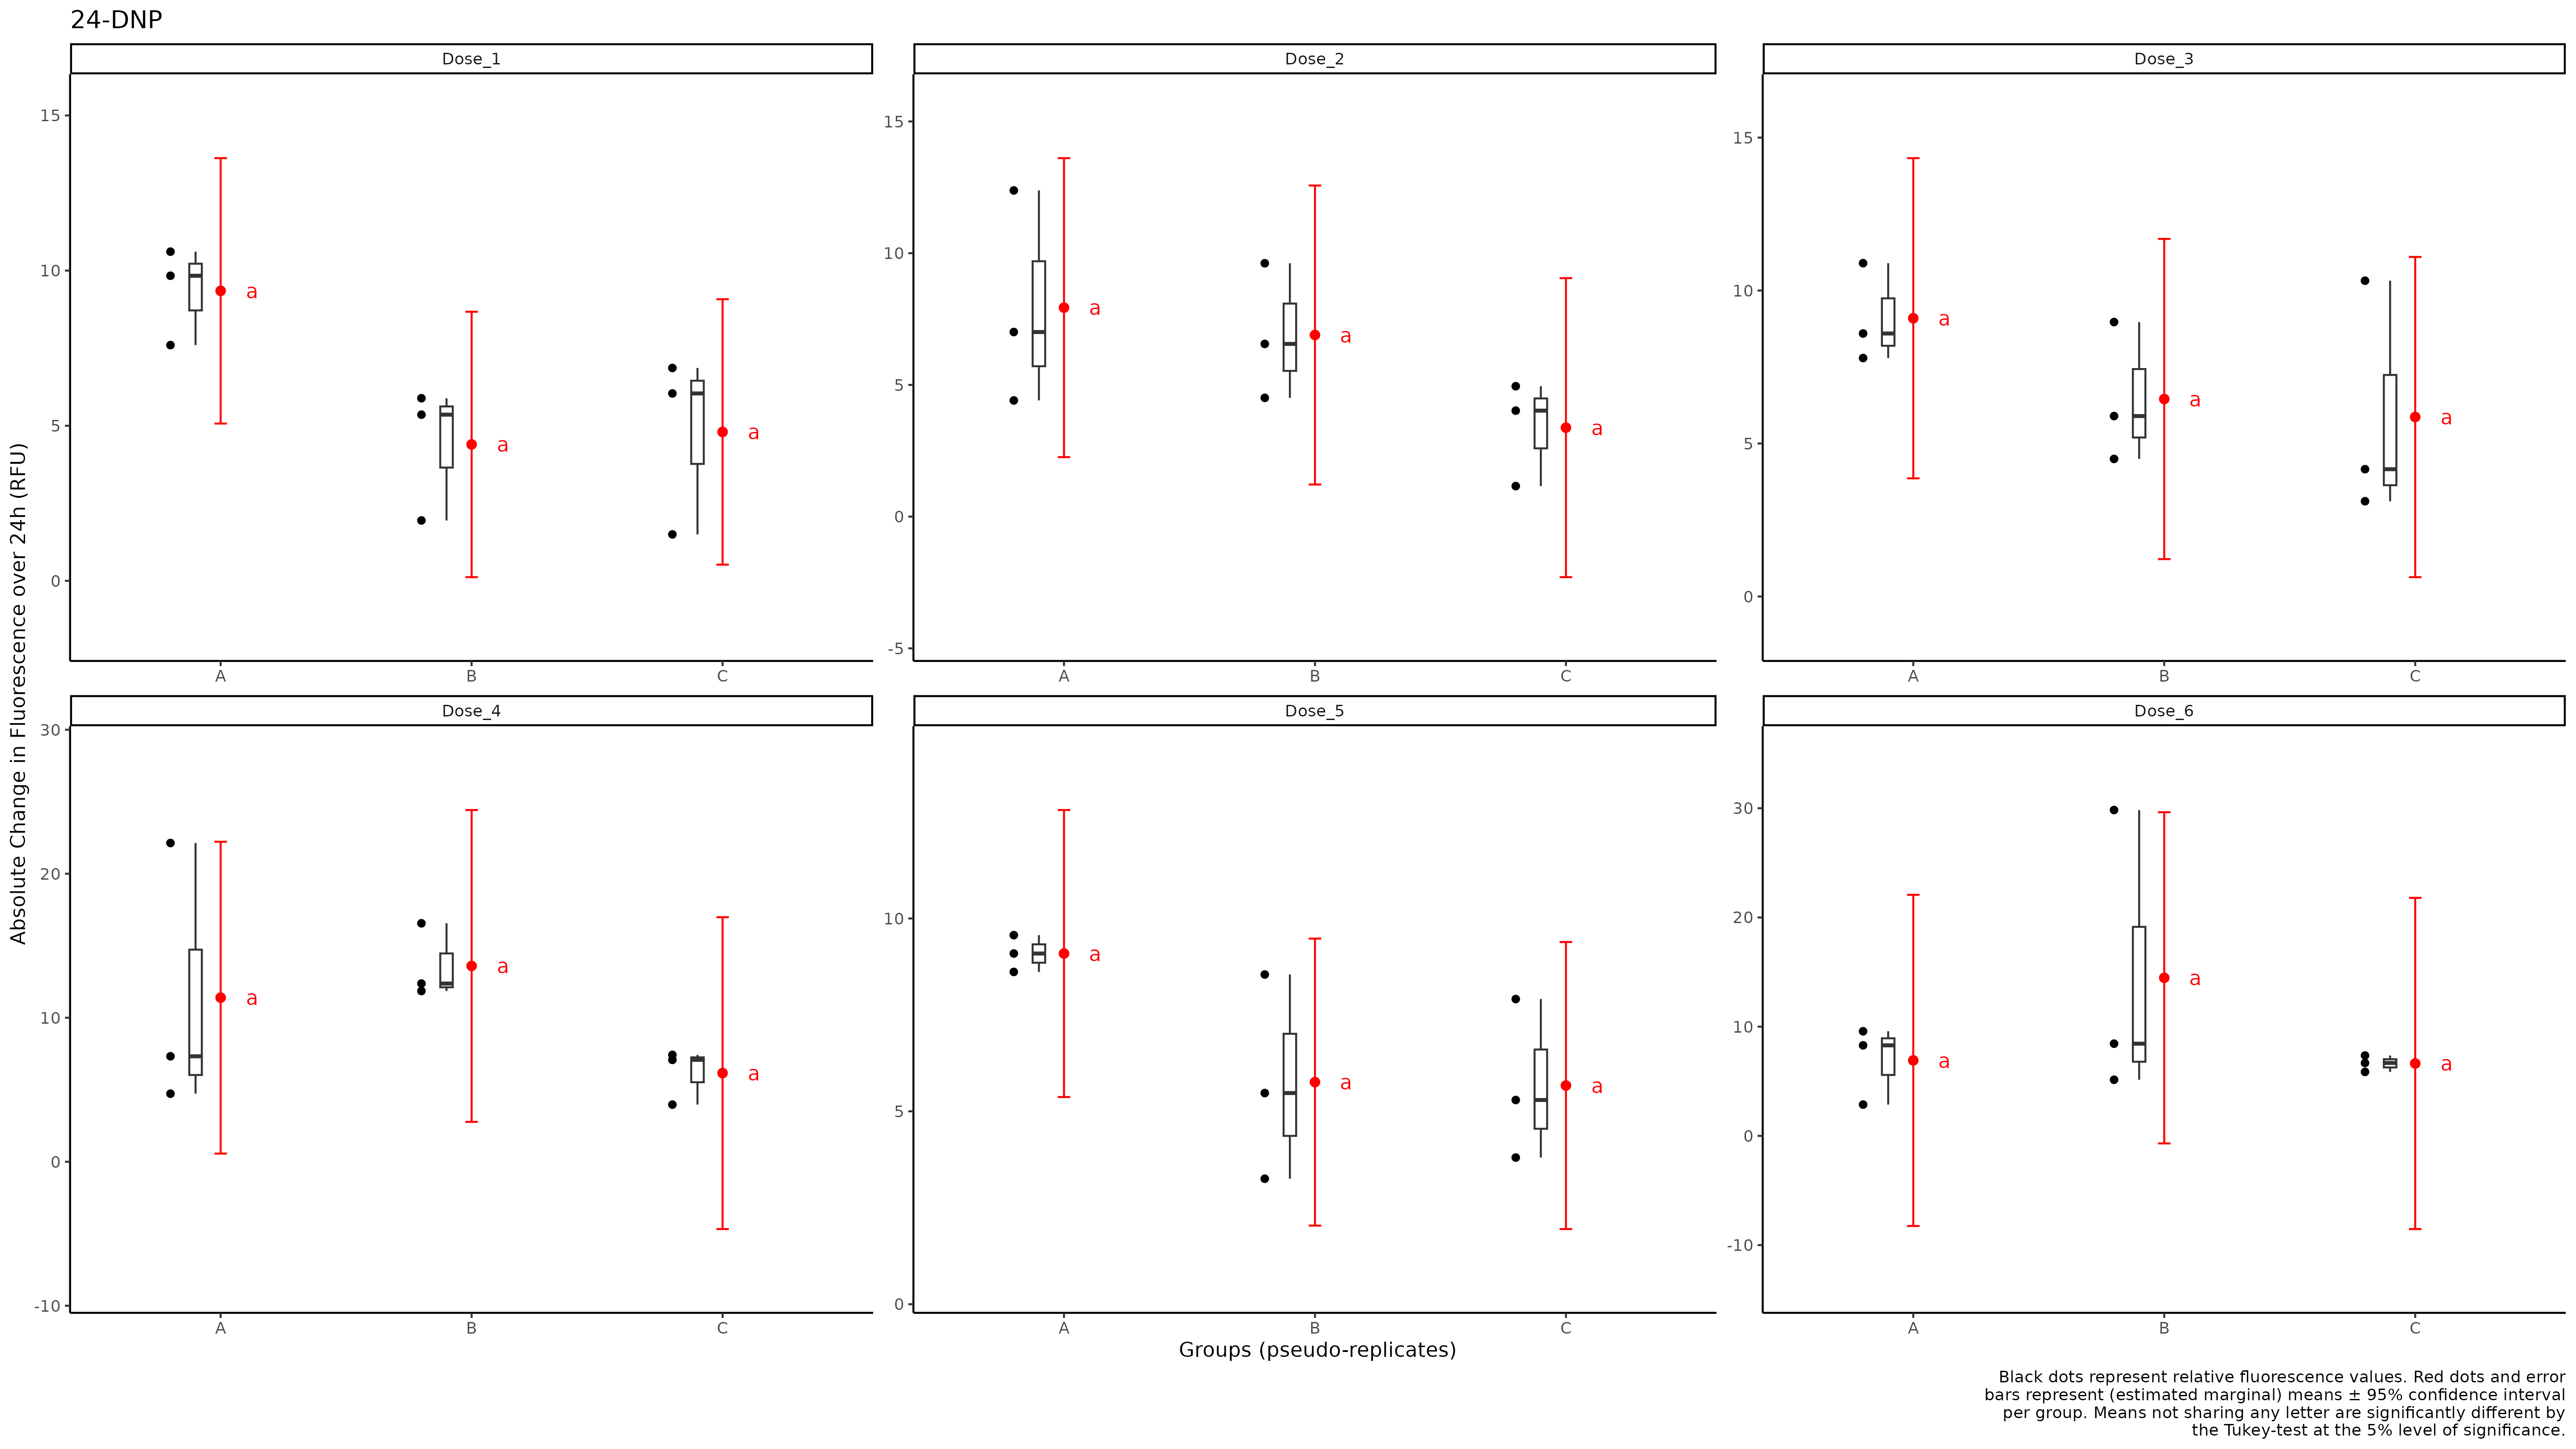 24-DNP
Absolute Change in Fluorescence over 24h (RFU)
Dose_1
15
10
5
0
a
a
a
A
B
C
Dose_2
15
10
5
0
-5
a
a
a
A
B
C
Dose_3
15
10
5
0
a
a
a
A
B
C
Dose_4
30
20
10
0
-10
a
a
a
A
B
C
Dose_5
10
5
0
a
a
a
A
B
C
Dose_6
30
20
10
0
-10
a
a
a
A
B
C
Groups (pseudo-replicates)
Black dots represent relative fluorescence values. Red dots and error
bars represent (estimated marginal) means ± 95% confidence interval
per group. Means not sharing any letter are significantly different by
the Tukey-test at the 5% level of significance.